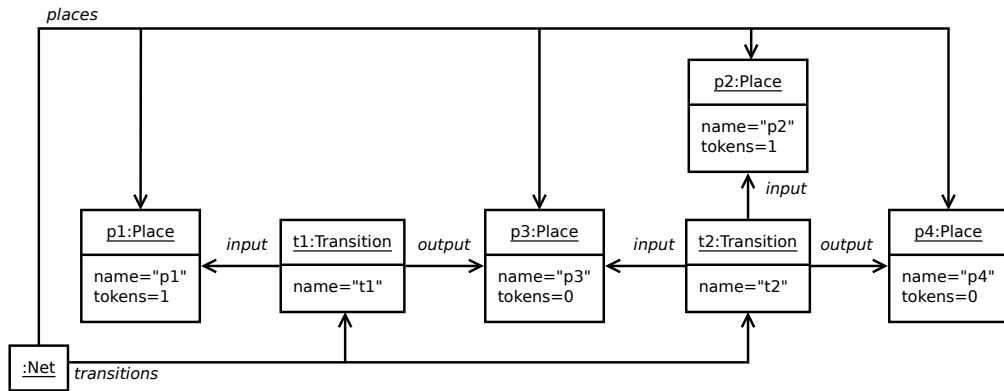 places
p2:Place
name="p2"
tokens=1
input
p1:Place
name="p1"
tokens=1
input
t1:Transition
name="t1"
output
p3:Place
name="p3"
tokens=0
input
t2:Transition
name="t2"
output
p4:Place
name="p4"
tokens=0
:Net
transitions